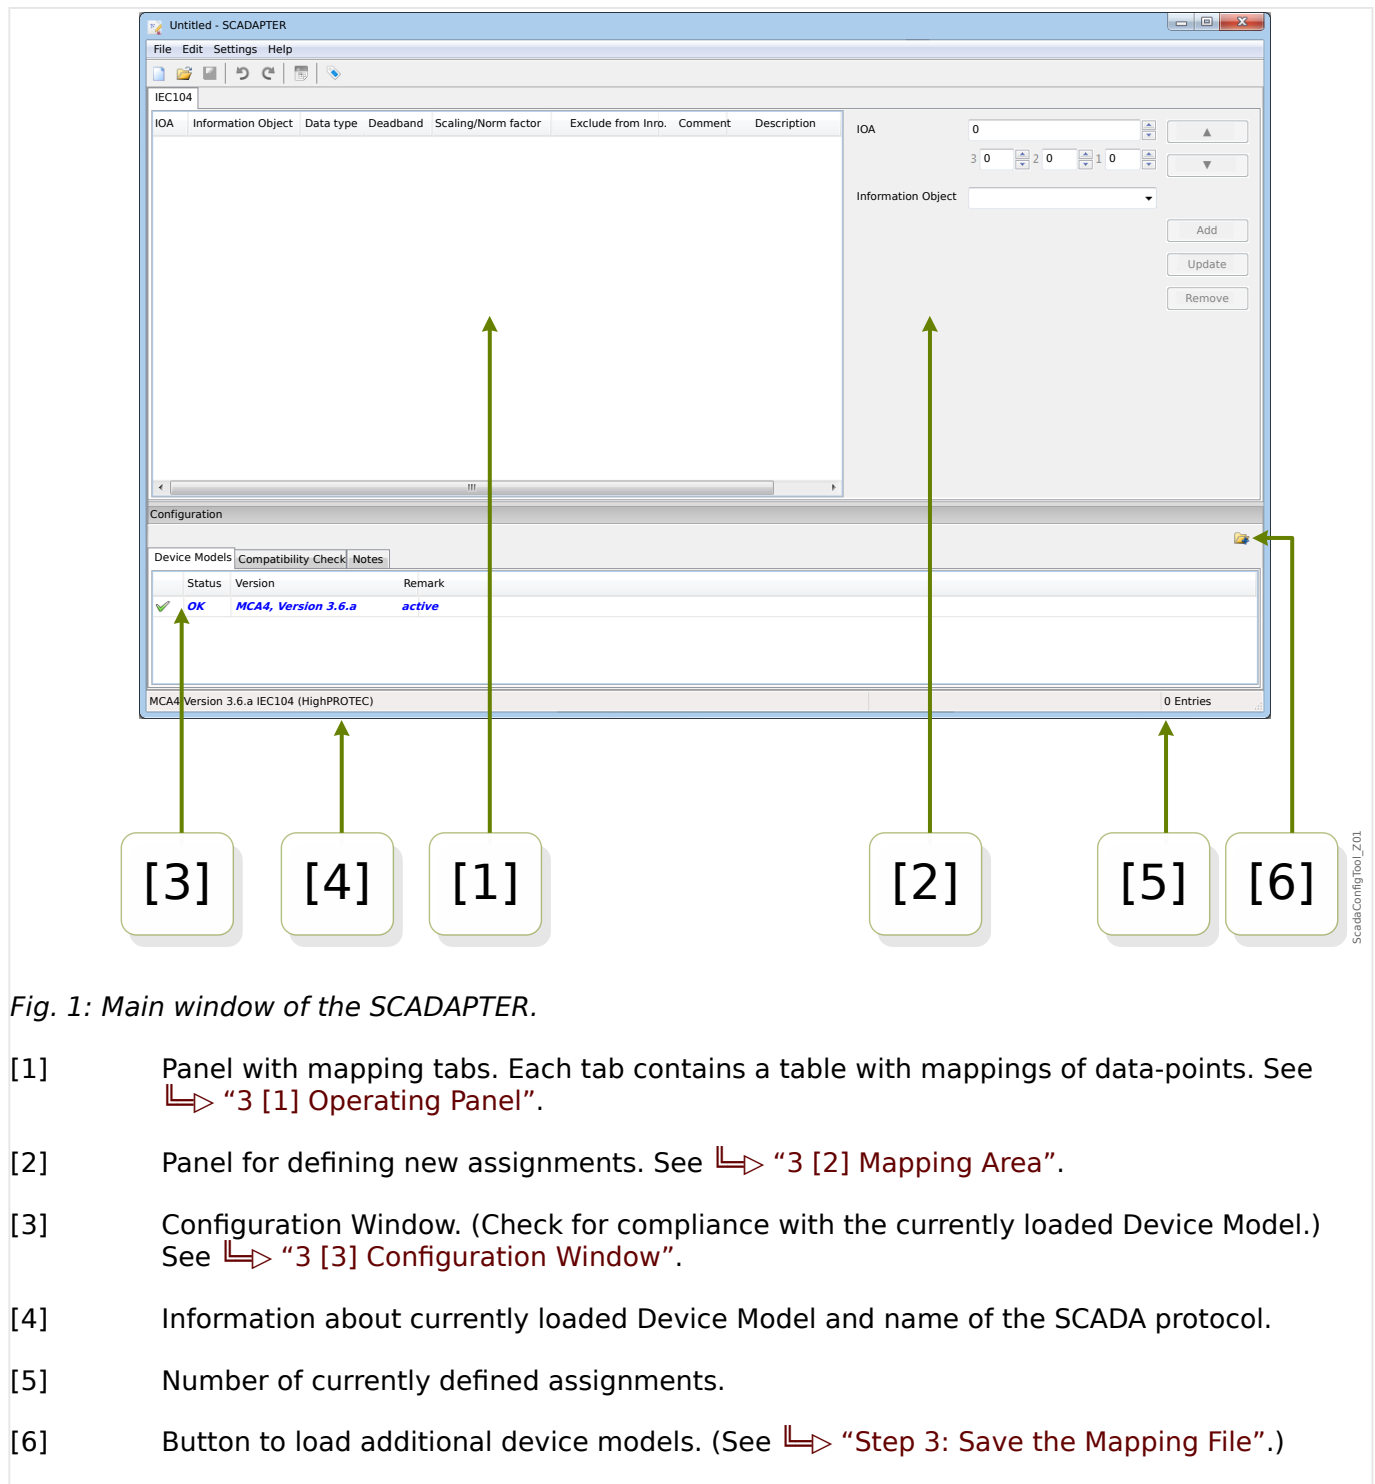 Untitled - SCADAPTER
File Edit Settings Help
IEC104
IOA Information Object Data type Deadband Scaling/Norm factor Exclude from Inro. Comment Description
IOA 0
3 0 2 0 1 0
Information Object
Add
Update
Remove
Configuration
Device Models Compatibility Check Notes
Status Version Remark
OK MCA4, Version 3.6.a active
MCA4 Version 3.6.a IEC104 (HighPROTEC) 0 Entries
[3] [4] [1] [2] [5] [6]
ScadaConfigTool_Z01
Fig. 1: Main window of the SCADAPTER.
[1] Panel with mapping tabs. Each tab contains a table with mappings of data-points. See
“3 [1] Operating Panel”.
[2] Panel for defining new assignments. See “3 [2] Mapping Area”.
[3] Configuration Window. (Check for compliance with the currently loaded Device Model.)
See “3 [3] Configuration Window”.
[4] Information about currently loaded Device Model and name of the SCADA protocol.
[5] Number of currently defined assignments.
[6] Button to load additional device models. (See “Step 3: Save the Mapping File”.)